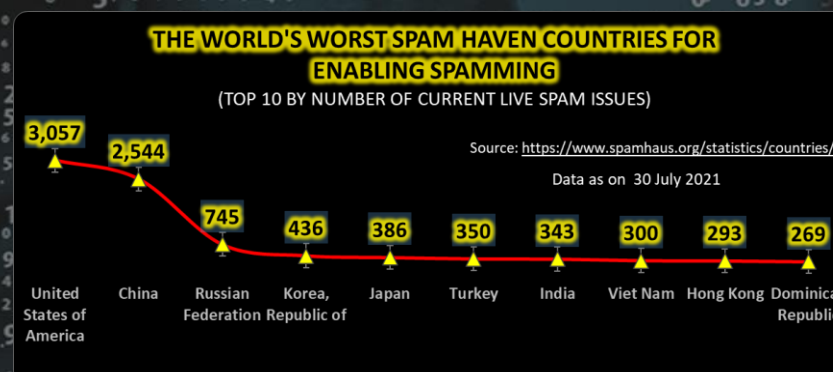 THE WORLD'S WORST SPAM HAVEN COUNTRIES FOR
ENABLING SPAMMING
(TOP 10 BY NUMBER OF CURRENT LIVE SPAM ISSUES)
Source: https://www.spamhaus.org/statistics/countries/
Data as on 30 July 2021
3,057
2,544
745
436
386
350
343
300
293
269
United
States of
America
China
Russian
Federation
Korea,
Republic of
Japan
Turkey
India
Viet Nam
Hong Kong